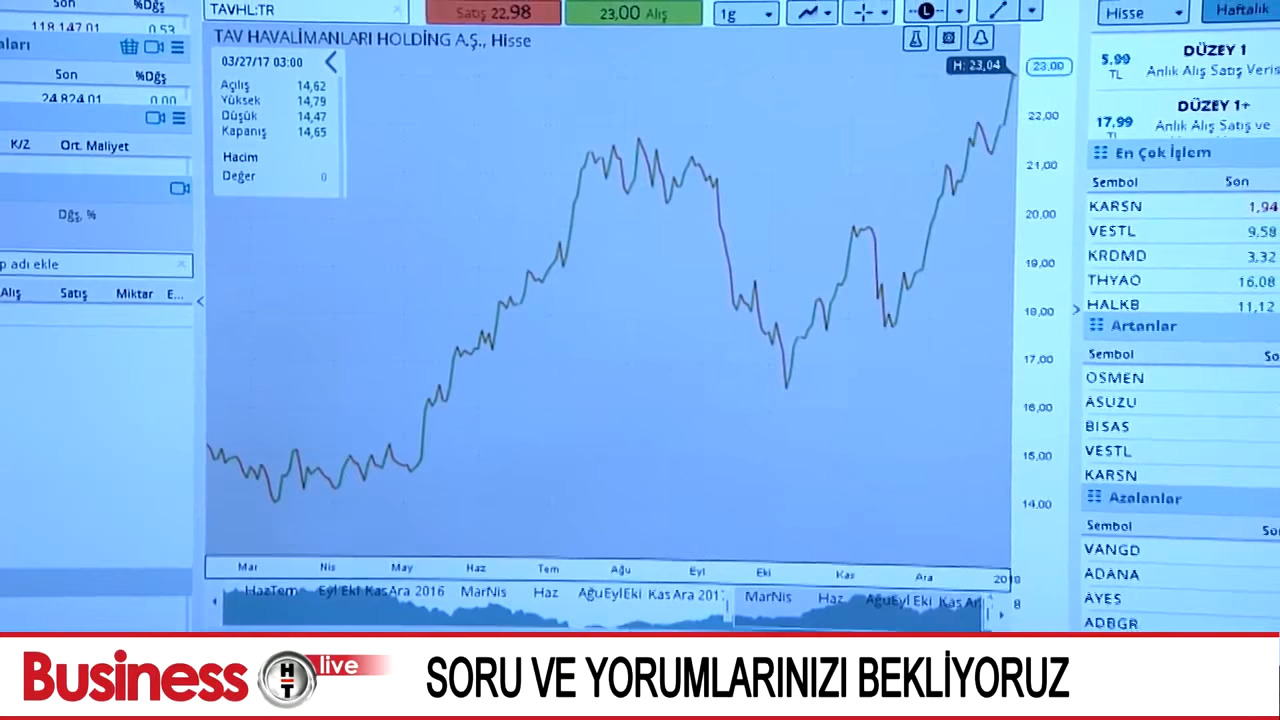 Son %Dğş
118.147,01 0,53
aları
Son %Dğş
24.824,01 0,00
K/Z Ort. Maliyet
Dğş, %
p adı ekle
Alış Satış Miktar E...
TAVHL:TR
Satış 22,98
23,00 Alış
1g
L
TAV HAVALİMANLARI HOLDİNG A.Ş., Hisse
03/27/17 03:00
Açılış 14,62
Yüksek 14,79
Düşük 14,47
Kapanış 14,65
Hacim
Değer 0
H: 23,04
23,00
22,00
21,00
20,00
19,00
18,00
17,00
16,00
15,00
14,00
Mar Nis May Haz Tem Ağu Eyl Eki Kas Ara 2018
HazTem Eyl Eki Kas Ara 2016 MarNis Haz AğuEylEki Kas Ara 201 MarNis Haz AğuEyl Eki Kas Ar 8
Hisse
Haftalık
DÜZEY 1
5,99 TL
Anlık Alış Satış Veris
DÜZEY 1+
17,99 TL
Anlık Alış Satış ve
En Çok İşlem
Sembol Son
KARSN 1,94
VESTL 9,58
KRDMD 3,32
THYAO 16,08
HALKB 11,12
Artanlar
Sembol So
OSMEN
ASUZU
BISAS
VESTL
KARSN
Azalanlar
Sembol So
VANGD
ADANA
AYES
ADBGR
Business HT live
SORU VE YORUMLARINIZI BEKLİYORUZ